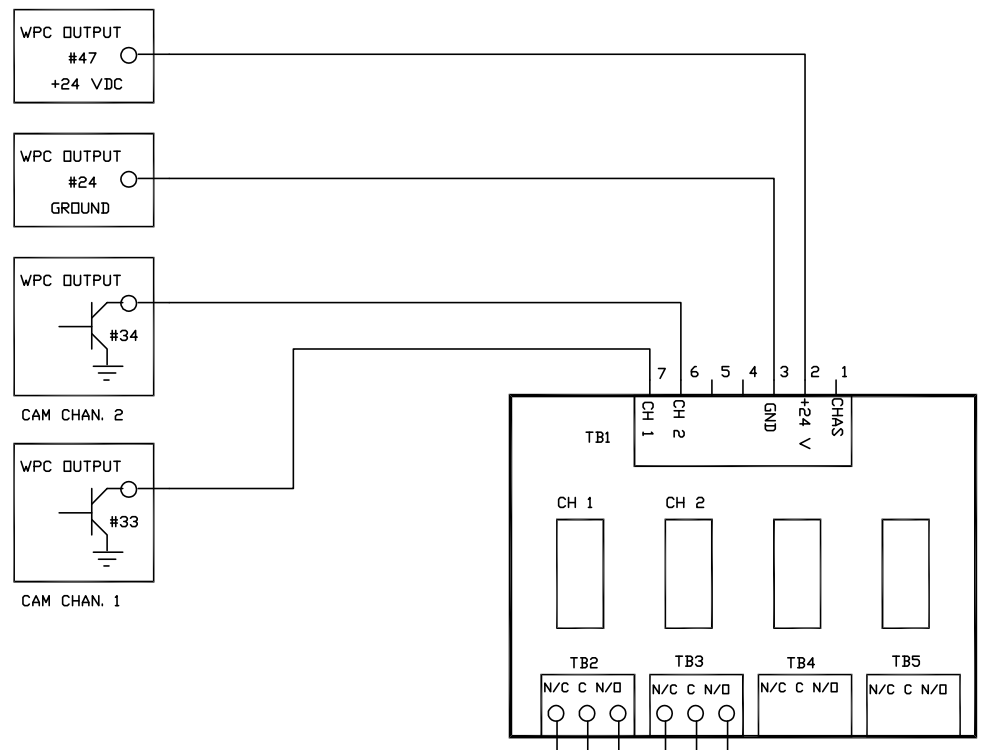 WPC OUTPUT
#47
+24 VDC
WPC OUTPUT
#24
GROUND
WPC OUTPUT
#34
CAM CHAN. 2
WPC OUTPUT
#33
CAM CHAN. 1
7 6 5 4 3 2 1
CH 1
CH 2
GND
+24 V
CHAS
TB1
CH 1 CH 2
TB2 TB3 TB4 TB5
N/C C N/O N/C C N/O N/C C N/O N/C C N/O